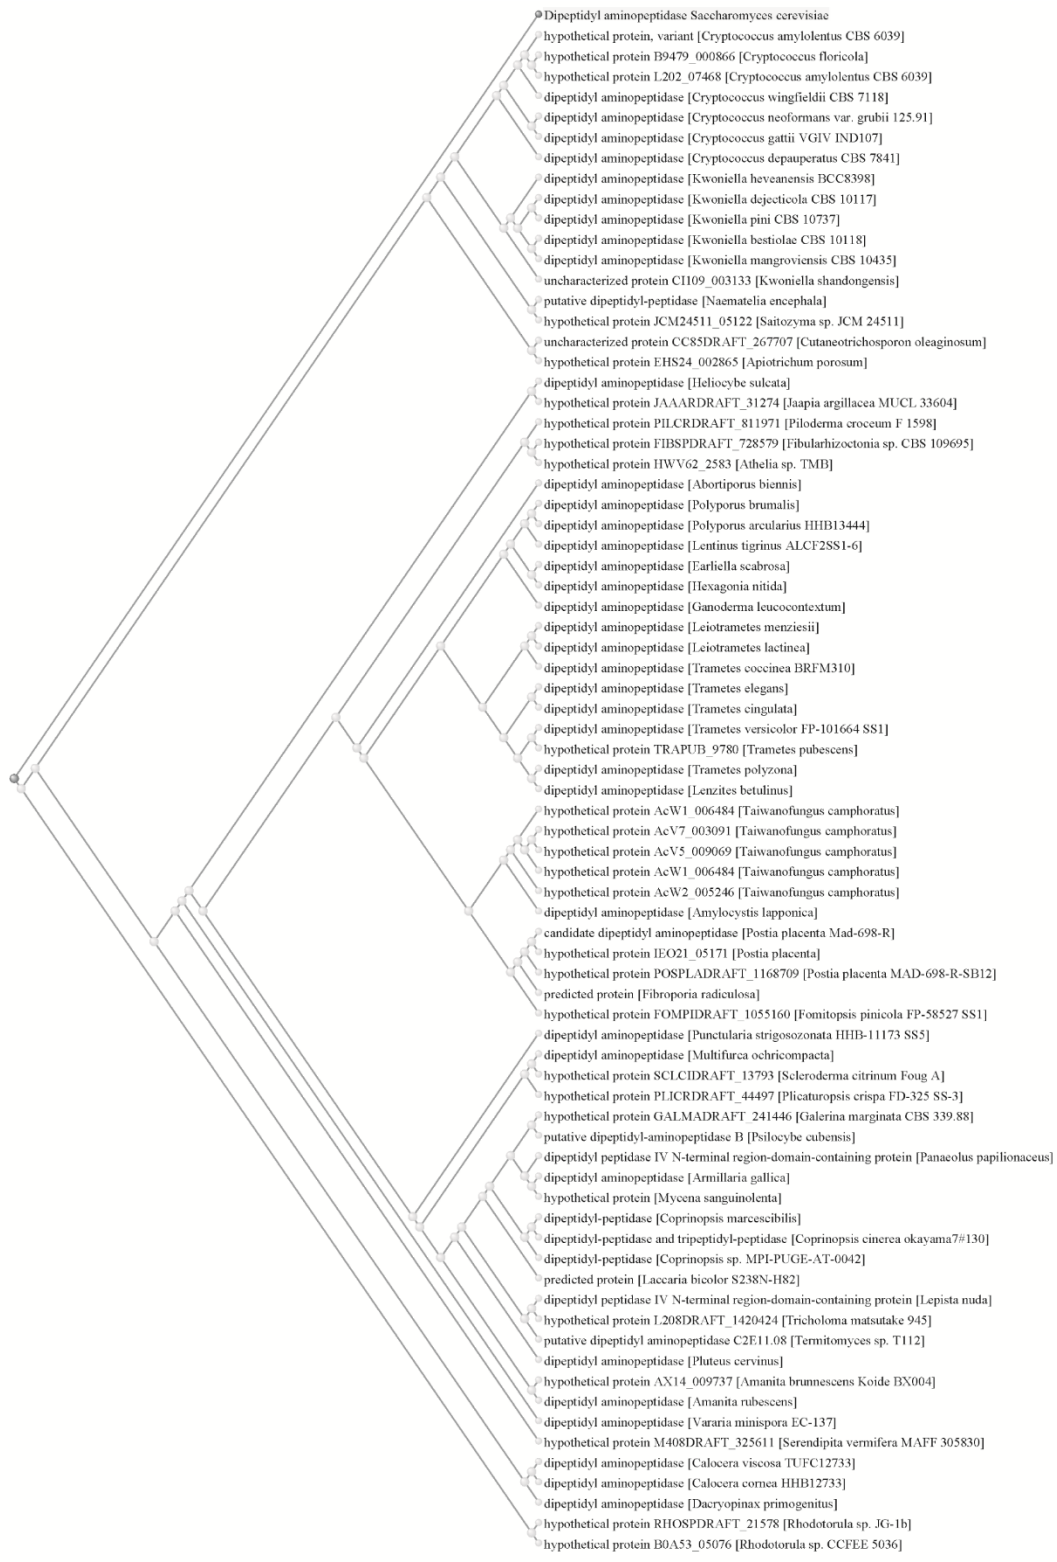 Dipeptidyl aminopeptidase Saccharomyces cerevisiae
hypothetical protein, variant [Cryptococcus amylolentus CBS 6039]
hypothetical protein B9479_000866 [Cryptococcus floricola]
hypothetical protein L202_07468 [Cryptococcus amylolentus CBS 6039]
dipeptidyl aminopeptidase [Cryptococcus wingfieldii CBS 7118]
dipeptidyl aminopeptidase [Cryptococcus neoformans var. grubii 125.91]
dipeptidyl aminopeptidase [Cryptococcus gattii VGIV IND107]
dipeptidyl aminopeptidase [Cryptococcus depauperatus CBS 7841]
dipeptidyl aminopeptidase [Kwoniella heveanensis BCC8398]
dipeptidyl aminopeptidase [Kwoniella dejecticola CBS 10117]
dipeptidyl aminopeptidase [Kwoniella pini CBS 10737]
dipeptidyl aminopeptidase [Kwoniella bestiolae CBS 10118]
dipeptidyl aminopeptidase [Kwoniella mangroviensis CBS 10435]
uncharacterized protein CI109_003133 [Kwoniella shandongensis]
putative dipeptidyl-peptidase [Naematelia encephala]
hypothetical protein JCM24511_05122 [Saitozyma sp. JCM 24511]
uncharacterized protein CC85DRAFT_267707 [Cutaneotrichosporon oleaginosum]
hypothetical protein EHS24_002865 [Apiotrichum porosum]
dipeptidyl aminopeptidase [Heliocybe sulcata]
hypothetical protein JAAARDRAFT_31274 [Jaapia argillacea MUCL 33604]
hypothetical protein PILCRDRAFT_811971 [Piloderma croceum F 1598]
hypothetical protein FIBSPDRAFT_728579 [Fibularhizoctonia sp. CBS 109695]
hypothetical protein HWV62_2583 [Athelia sp. TMB]
dipeptidyl aminopeptidase [Abortiporus biennis]
dipeptidyl aminopeptidase [Polyporus brumalis]
dipeptidyl aminopeptidase [Polyporus arcularius HHB13444]
dipeptidyl aminopeptidase [Lentinus tigrinus ALCF2SS1-6]
dipeptidyl aminopeptidase [Earliella scabrosa]
dipeptidyl aminopeptidase [Hexagonia nitida]
dipeptidyl aminopeptidase [Ganoderma leucocontextum]
dipeptidyl aminopeptidase [Leiotrametes menziesii]
dipeptidyl aminopeptidase [Leiotrametes lactinea]
dipeptidyl aminopeptidase [Trametes coccinea BRFM310]
dipeptidyl aminopeptidase [Trametes elegans]
dipeptidyl aminopeptidase [Trametes cingulata]
dipeptidyl aminopeptidase [Trametes versicolor FP-101664 SS1]
hypothetical protein TRAPUB_9780 [Trametes pubescens]
dipeptidyl aminopeptidase [Trametes polyzona]
dipeptidyl aminopeptidase [Lenzites betulinus]
hypothetical protein AcW1_006484 [Taiwanofungus camphoratus]
hypothetical protein AcV7_003091 [Taiwanofungus camphoratus]
hypothetical protein AcV5_009069 [Taiwanofungus camphoratus]
hypothetical protein AcW1_006484 [Taiwanofungus camphoratus]
hypothetical protein AcW2_005246 [Taiwanofungus camphoratus]
dipeptidyl aminopeptidase [Amylocystis lapponica]
candidate dipeptidyl aminopeptidase [Postia placenta Mad-698-R]
hypothetical protein IEO21_05171 [Postia placenta]
hypothetical protein POSPLADRAFT_1168709 [Postia placenta MAD-698-R-SB12]
predicted protein [Fibroporia radiculosa]
hypothetical protein FOMPIDRAFT_1055160 [Fomitopsis pinicola FP-58527 SS1]
dipeptidyl aminopeptidase [Punctularia strigosozonata HHB-11173 SS5]
dipeptidyl aminopeptidase [Multifurca ochricompacta]
hypothetical protein SCLCIDRAFT_13793 [Scleroderma citrinum Foug A]
hypothetical protein PLICRDRAFT_44497 [Plicaturopsis crispa FD-325 SS-3]
hypothetical protein GALMADRAFT_241446 [Galerina marginata CBS 339.88]
putative dipeptidyl-aminopeptidase B [Psilocybe cubensis]
dipeptidyl peptidase IV N-terminal region-domain-containing protein [Panaeolus papilionaceus]
dipeptidyl aminopeptidase [Armillaria gallica]
hypothetical protein [Mycena sanguinolenta]
dipeptidyl-peptidase [Coprinopsis marcescibilis]
dipeptidyl-peptidase and tripeptidyl-peptidase [Coprinopsis cinerea okayama7#130]
dipeptidyl-peptidase [Coprinopsis sp. MPI-PUGE-AT-0042]
predicted protein [Laccaria bicolor S238N-H82]
dipeptidyl peptidase IV N-terminal region-domain-containing protein [Lepista nuda]
hypothetical protein L208DRAFT_1420424 [Tricholoma matsutake 945]
putative dipeptidyl aminopeptidase C2E11.08 [Termitomyces sp. T112]
dipeptidyl aminopeptidase [Pluteus cervinus]
hypothetical protein AX14_009737 [Amanita brunnescens Koide BX004]
dipeptidyl aminopeptidase [Amanita rubescens]
dipeptidyl aminopeptidase [Vararia minispora EC-137]
hypothetical protein M408DRAFT_325611 [Serendipita vermifera MAFF 305830]
dipeptidyl aminopeptidase [Calocera viscosa TUFC12733]
dipeptidyl aminopeptidase [Calocera cornea HHB12733]
dipeptidyl aminopeptidase [Dacryopinax primogenitus]
hypothetical protein RHOSPDRAFT_21578 [Rhodotorula sp. JG-1b]
hypothetical protein B0A53_05076 [Rhodotorula sp. CCFEE 5036]